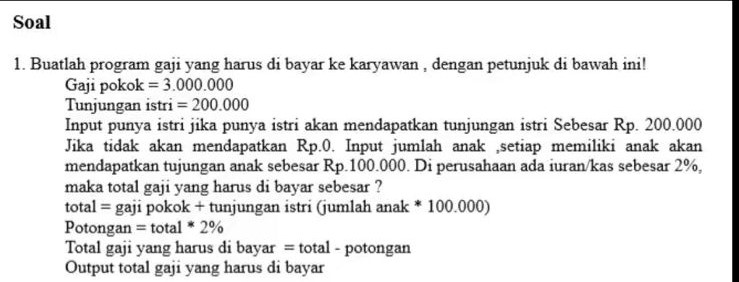 Soal
1. Buatlah program gaji yang harus di bayar ke karyawan , dengan petunjuk di bawah ini!
Gaji pokok = 3.000.000
Tunjungan istri = 200.000
Input punya istri jika punya istri akan mendapatkan tunjungan istri Sebesar Rp. 200.000
Jika tidak akan mendapatkan Rp.0. Input jumlah anak ,setiap memiliki anak akan
mendapatkan tujungan anak sebesar Rp.100.000. Di perusahaan ada iuran/kas sebesar 2%,
maka total gaji yang harus di bayar sebesar ?
total = gaji pokok + tunjungan istri (jumlah anak * 100.000)
Potongan = total * 2%
Total gaji yang harus di bayar = total - potongan
Output total gaji yang harus di bayar